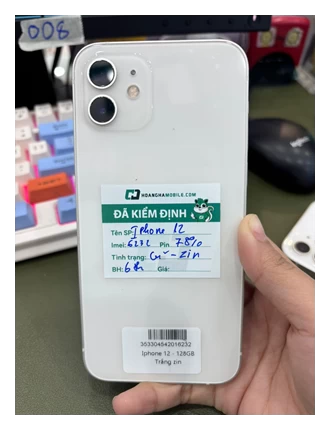 008
HOANGHAMOBILE.COM
ĐÃ KIỂM ĐỊNH
Tên SP: Iphone 12
Imei: 6232 Pin 78%
Tình trạng: Cũ - zin
BH: 6th Giá:
353304542016232
Iphone 12 - 128GB
Trắng zin